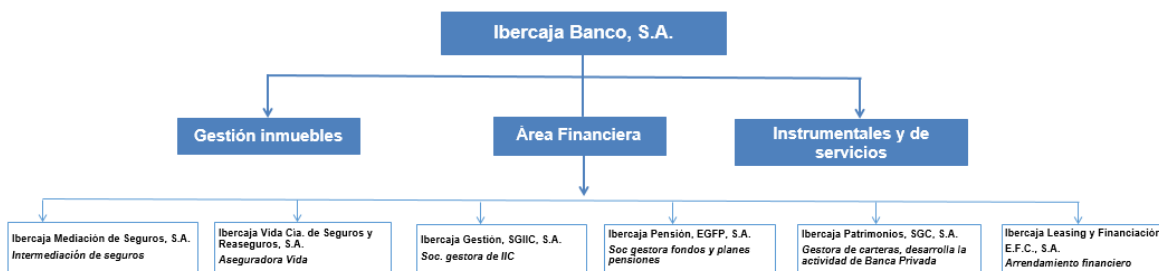 Ibercaja Banco, S.A.
Gestión inmuebles
Área Financiera
Instrumentales y de
servicios
Ibercaja Mediación de Seguros, S.A.
Intermediación de seguros
Ibercaja Vida Cia. de Seguros y
Reaseguros, S.A.
Aseguradora Vida
Ibercaja Gestión, SGIIC, S.A.
Soc. gestora de IIC
Ibercaja Pensión, EGFP, S.A.
Soc gestora fondos y planes
pensiones
Ibercaja Patrimonios, SGC, S.A.
Gestora de carteras, desarrolla la
actividad de Banca Privada
Ibercaja Leasing y Financiación
E.F.C., S.A.
Arrendamiento financiero